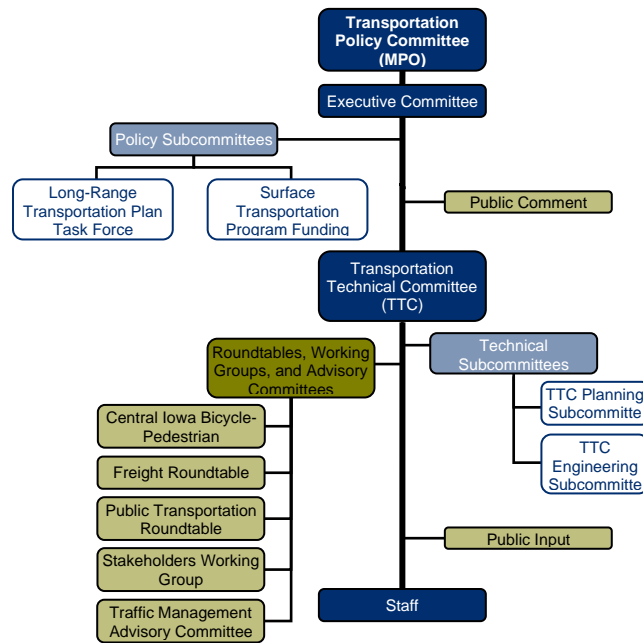 Transportation
Policy Committee
(MPO)
Executive Committee
Policy Subcommittees
Long-Range
Transportation Plan
Task Force
Surface
Transportation
Program Funding
Public Comment
Transportation
Technical Committee
(TTC)
Roundtables, Working
Groups, and Advisory
Committees
Technical
Subcommittees
TTC Planning
Subcommitte
TTC
Engineering
Subcommitte
Central Iowa Bicycle-
Pedestrian
Freight Roundtable
Public Transportation
Roundtable
Stakeholders Working
Group
Traffic Management
Advisory Committee
Public Input
Staff